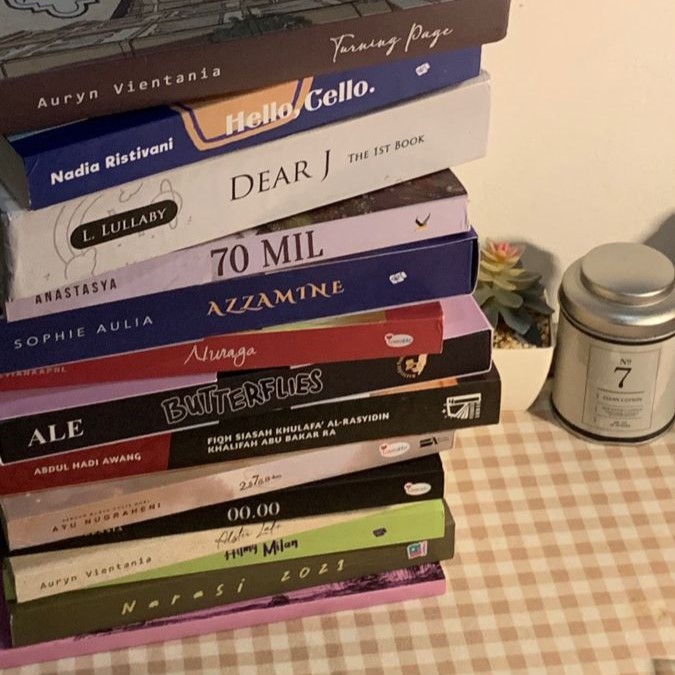 Turning Page
Auryn Vientania
Hello, Cello.
Nadia Ristivani
DEAR J THE 1ST BOOK
L. LULLABY
70 MIL
ANASTASYA
AZZAMINE
SOPHIE AULIA
Nuraga
BUTTERFLIES
ALE
FIQH SIASAH KHULAFA' AL-RASYIDIN
KHALIFAH ABU BAKAR RA
ABDUL HADI AWANG
AYU NUGRAHENI
00.00
Hilmy Milan
Auryn Vientania
Narasi 2021
Nº
7